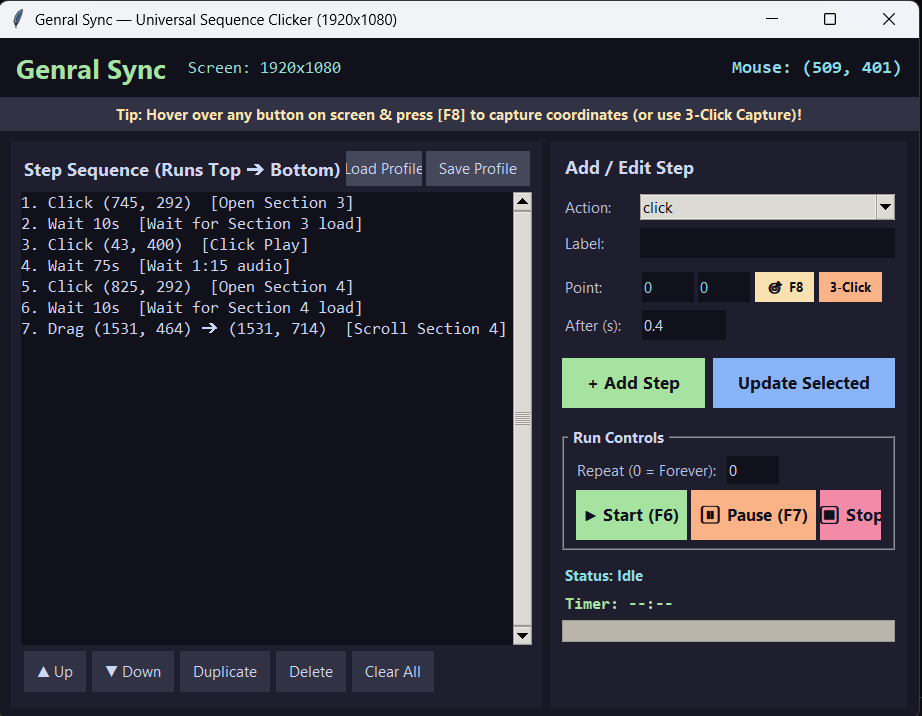 Genral Sync — Universal Sequence Clicker (1920x1080)
Genral Sync Screen: 1920x1080 Mouse: (509, 401)
Tip: Hover over any button on screen & press [F8] to capture coordinates (or use 3-Click Capture)!
Step Sequence (Runs Top ➔ Bottom) Load Profile Save Profile
1. Click (745, 292) [Open Section 3]
2. Wait 10s [Wait for Section 3 load]
3. Click (43, 400) [Click Play]
4. Wait 75s [Wait 1:15 audio]
5. Click (825, 292) [Open Section 4]
6. Wait 10s [Wait for Section 4 load]
7. Drag (1531, 464) ➔ (1531, 714) [Scroll Section 4]
▲ Up ▼ Down Duplicate Delete Clear All
Add / Edit Step
Action: click
Label:
Point: 0 0 🎯 F8 3-Click
After (s): 0.4
+ Add Step Update Selected
Run Controls
Repeat (0 = Forever): 0
▶ Start (F6) ⏸ Pause (F7) ⏹ Stop
Status: Idle
Timer: --:--